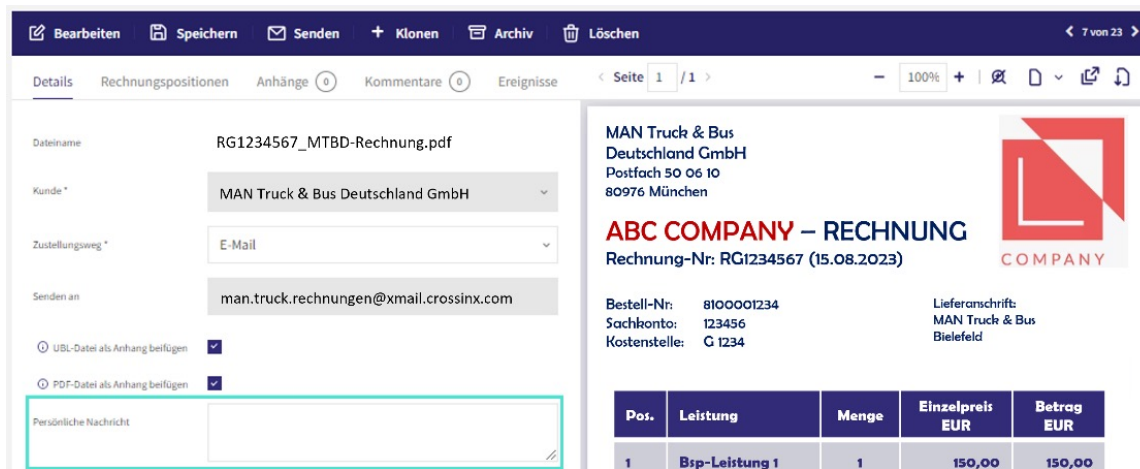 Bearbeiten Speichern Senden + Klonen Archiv Löschen < 7 von 23 >
Details Rechnungspositionen Anhänge 0 Kommentare 0 Ereignisse
Dateiname RG1234567_MTBD-Rechnung.pdf
Kunde * MAN Truck & Bus Deutschland GmbH
Zustellungsweg * E-Mail
Senden an man.truck.rechnungen@xmail.crossinx.com
UBL-Datei als Anhang beifügen
PDF-Datei als Anhang beifügen
Persönliche Nachricht
< Seite 1 / 1 > − 100% +
MAN Truck & Bus
Deutschland GmbH
Postfach 50 06 10
80976 München
COMPANY
ABC COMPANY – RECHNUNG
Rechnung-Nr: RG1234567 (15.08.2023)
Bestell-Nr: 8100001234
Sachkonto: 123456
Kostenstelle: G 1234
Lieferanschrift:
MAN Truck & Bus
Bielefeld
Pos. Leistung Menge Einzelpreis EUR Betrag EUR
1 Bsp-Leistung 1 1 150,00 150,00